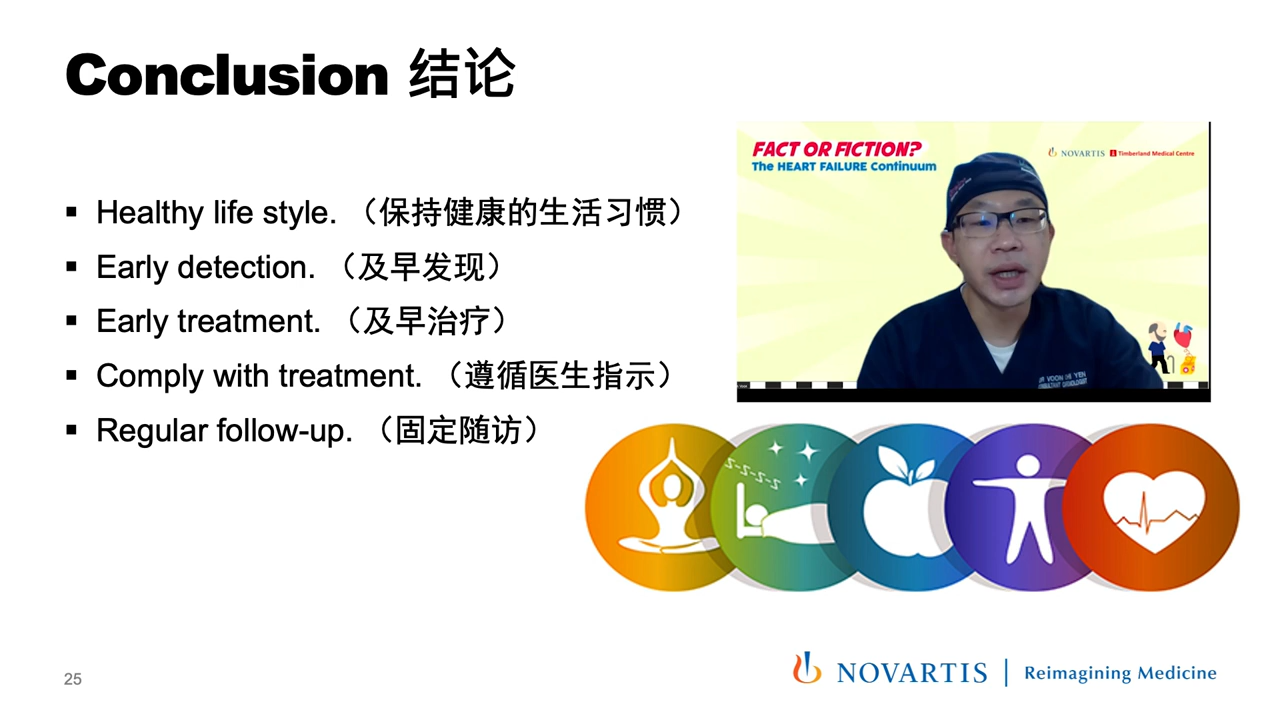 Conclusion 结论
FACT OR FICTION?
The HEART FAILURE Continuum
NOVARTIS
Timberland Medical Centre
▪ Healthy life style. （保持健康的生活习惯）
▪ Early detection. （及早发现）
▪ Early treatment. （及早治疗）
▪ Comply with treatment. （遵循医生指示）
▪ Regular follow-up. （固定随访）
z-z-z-z-z
25
NOVARTIS | Reimagining Medicine